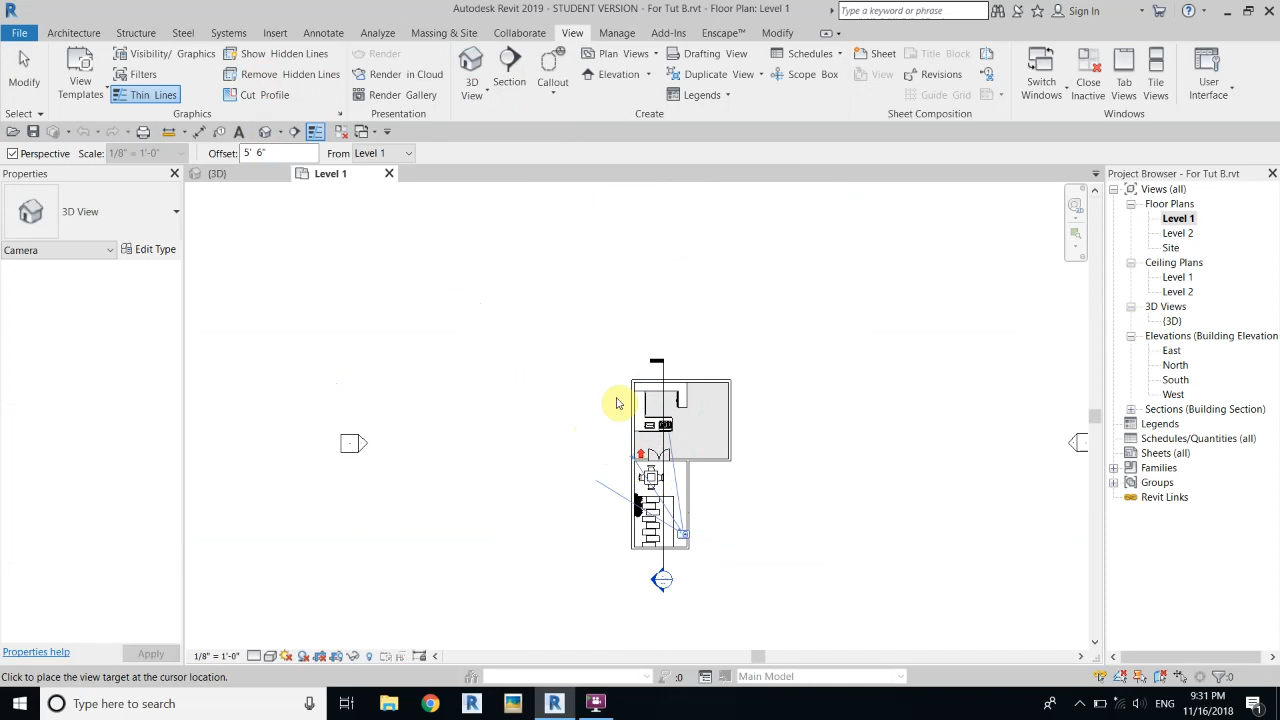 Autodesk Revit 2019 - STUDENT VERSION - For Tut B.rvt - Floor Plan: Level 1
Type a keyword or phrase
Sign In
File Architecture Structure Steel Systems Insert Annotate Analyze Massing & Site Collaborate View Manage Add-Ins Enscape™ Modify
Modify
View Templates
Visibility/ Graphics
Filters
Thin Lines
Show Hidden Lines
Remove Hidden Lines
Cut Profile
Render
Render in Cloud
Render Gallery
3D View
Section
Callout
Plan Views
Elevation
Drafting View
Duplicate View
Legends
Schedules
Scope Box
Sheet
View
Title Block
Revisions
Guide Grid
Switch Windows
Close Inactive
Tab Views
Tile Views
User Interface
Select
Graphics
Presentation
Create
Sheet Composition
Windows
Perspective Scale: 1/8" = 1'-0" Offset: 5' 6" From Level 1
Properties
{3D}
Level 1
3D View
Camera
Edit Type
Properties help
Apply
Project Browser - For Tut B.rvt
Views (all)
Floor Plans
Level 1
Level 2
Site
Ceiling Plans
Level 1
Level 2
3D Views
{3D}
Elevations (Building Elevation
East
North
South
West
Sections (Building Section)
Legends
Schedules/Quantities (all)
Sheets (all)
Families
Groups
Revit Links
1/8" = 1'-0"
Click to place the view target at the cursor location.
:0
Main Model
:0
Type here to search
ENG
9:31 PM
11/16/2018